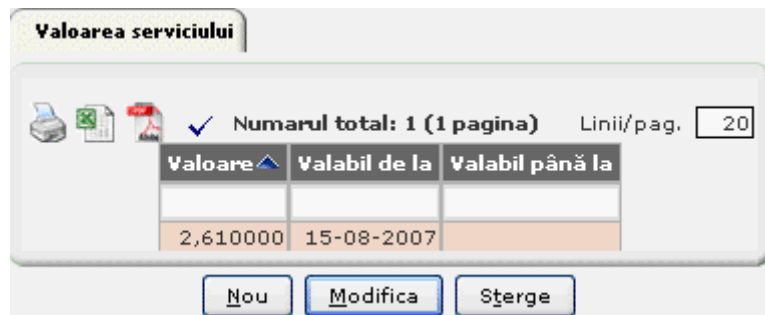 Valoarea serviciului
Numarul total: 1 (1 pagina) Linii/pag. 20
Valoare Valabil de la Valabil până la
2,610000 15-08-2007
Nou Modifica Sterge